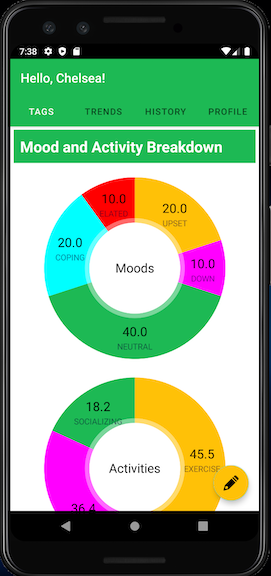 7:38
Hello, Chelsea!
TAGS TRENDS HISTORY PROFILE
Mood and Activity Breakdown
10.0
ELATED
20.0
UPSET
20.0
COPING
Moods
10.0
DOWN
40.0
NEUTRAL
18.2
SOCIALIZING
Activities
45.5
EXERCISE
36.4